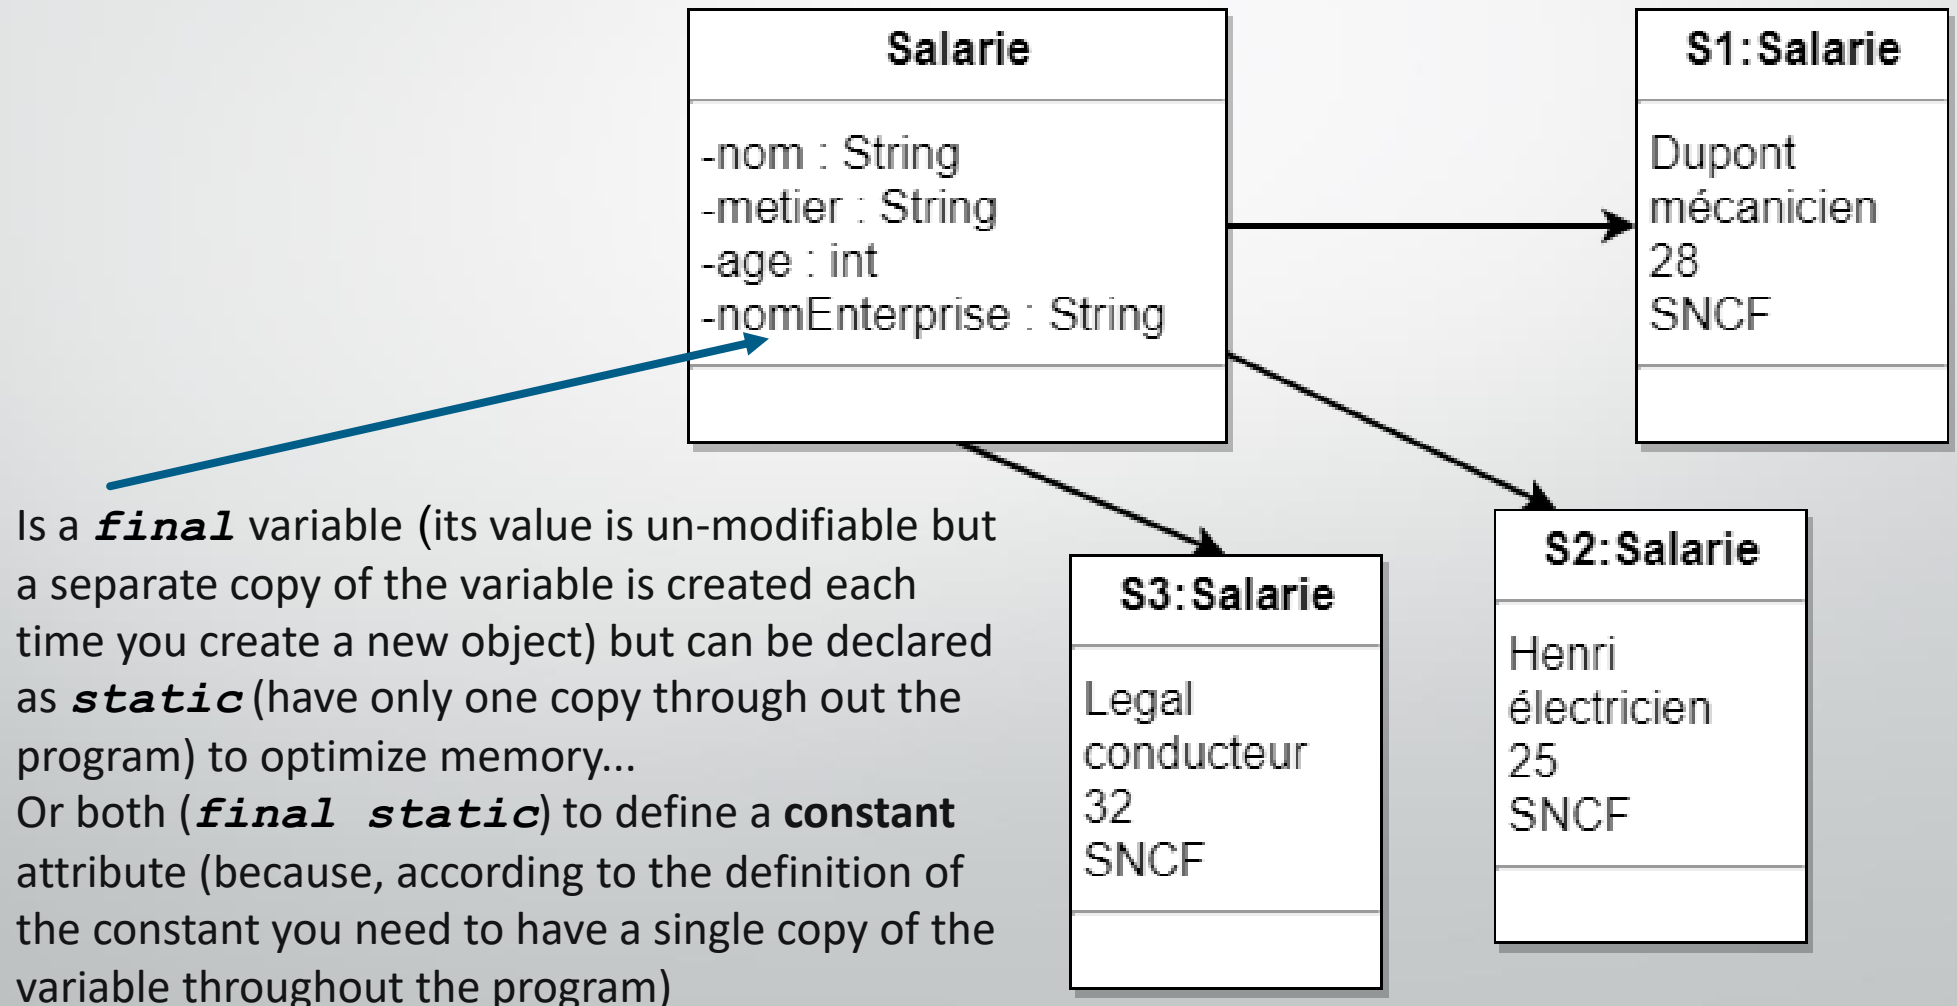 Salarie
-nom : String
-metier : String
-age : int
-nomEnterprise : String
S1:Salarie
Dupont
mécanicien
28
SNCF
Is a final variable (its value is un-modifiable but
a separate copy of the variable is created each
time you create a new object) but can be declared
as static (have only one copy through out the
program) to optimize memory...
Or both (final static) to define a constant
attribute (because, according to the definition of
the constant you need to have a single copy of the
variable throughout the program)
S3:Salarie
Legal
conducteur
32
SNCF
S2:Salarie
Henri
électricien
25
SNCF